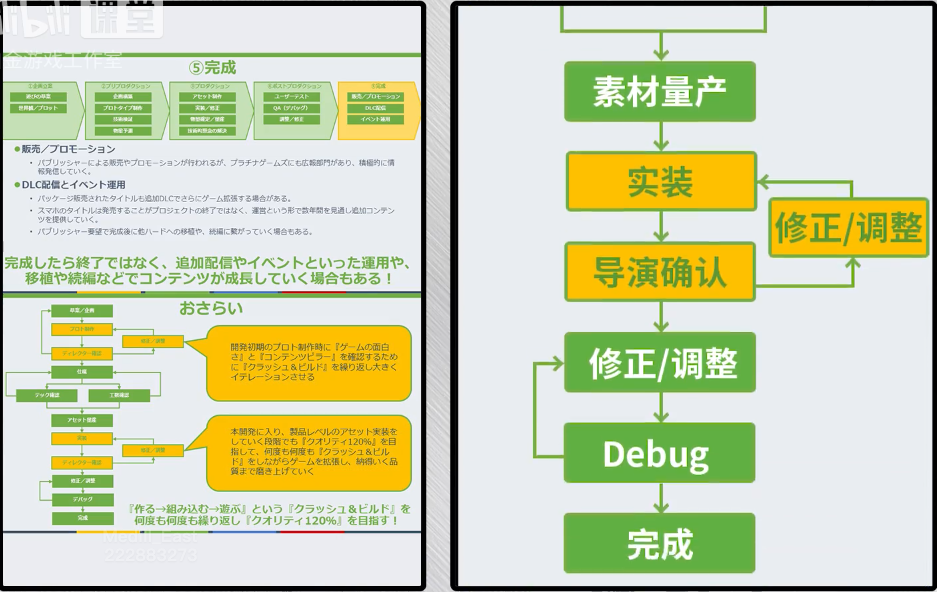 bilibili 课堂
金游戏工作室
⑤完成
①企画立案
②プリプロダクション
③プロダクション
④ポストプロダクション
⑤完成
遊びの草案
企画構築
アセット制作
ユーザーテスト
販売／プロモーション
世界観／プロット
プロトタイプ制作
実装／修正
QA（デバッグ）
DLC配信
技術検証
調整／修正
イベント運用
●販売／プロモーション
・パブリッシャーによる販売やプロモーションが行われるが、プラチナゲームズにも広報部門があり、積極的に情
報発信していく。
●DLC配信とイベント運用
・パッケージ販売されたタイトルも追加DLCでさらにゲーム拡張する場合がある。
・スマホのタイトルは発売することがプロジェクトの終了ではなく、運営という形で数年間を見通し追加コンテン
ツを提供していく。
・パブリッシャー要望で完成後に他ハードへの移植や、続編に繋がっていく場合もある。
完成したら終了ではなく、追加配信やイベントといった運用や、
移植や続編などでコンテンツが成長していく場合もある！
おさらい
草案／企画
プロト制作
修正／調整
ディレクター確認
仕様
テック確認
工数確認
アセット量産
実装
修正／調整
ディレクター確認
修正／調整
デバッグ
完成
開発初期のプロト制作時に『ゲームの面白
さ』と『コンテンツピラー』を確認するため
に『クラッシュ＆ビルド』を繰り返し大きく
イテレーションさせる
本開発に入り、製品レベルのアセット実装を
していく段階でも『クオリティ120%』を目
指して、何度も何度も『クラッシュ＆ビル
ド』をしながらゲームを拡張し、納得いく品
質まで磨き上げていく
『作る→組み込む→遊ぶ』という『クラッシュ＆ビルド』を
何度も何度も繰り返し『クオリティ120%』を目指す！
222383273
素材量产
实装
修正/调整
导演确认
修正/调整
Debug
完成